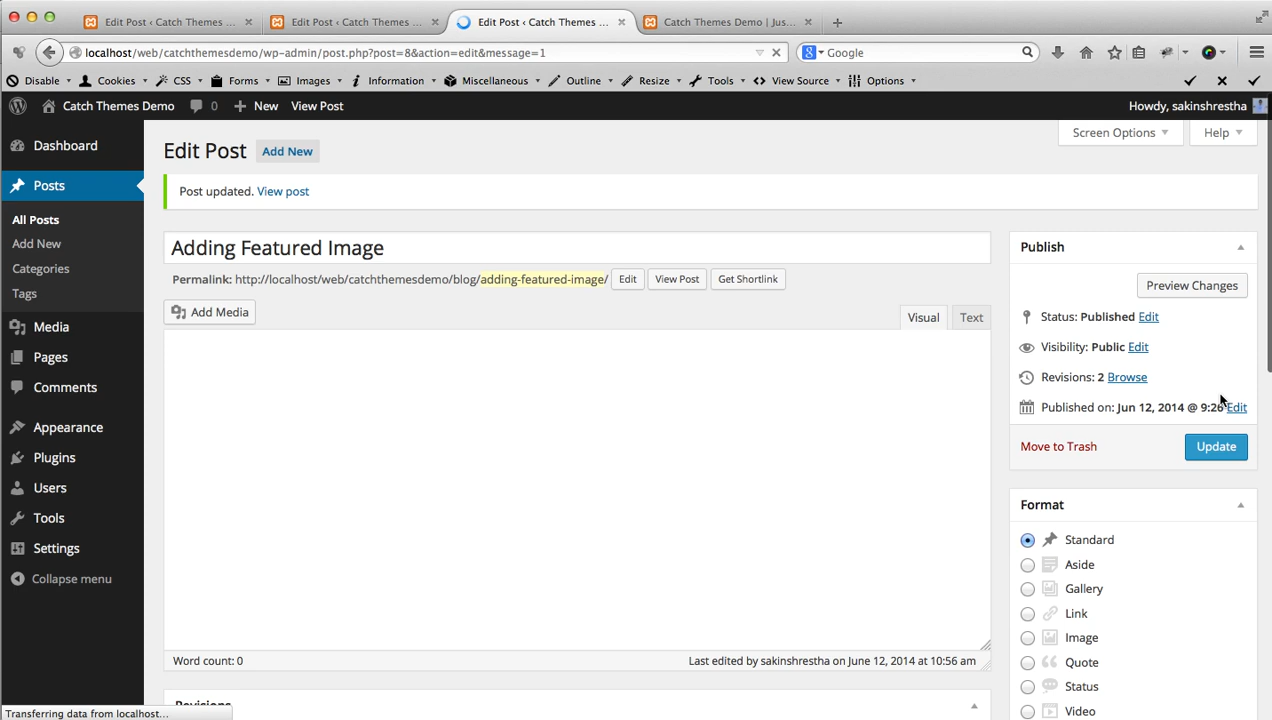 Edit Post ‹ Catch Themes ... × Edit Post ‹ Catch Themes ... × Edit Post ‹ Catch Themes ... × Catch Themes Demo | Jus... × +
localhost/web/catchthemesdemo/wp-admin/post.php?post=8&action=edit&message=1 Google
Disable Cookies CSS Forms Images Information Miscellaneous Outline Resize Tools View Source Options
Catch Themes Demo 0 New View Post Howdy, sakinshrestha
Screen Options Help
Dashboard
Posts
All Posts
Add New
Categories
Tags
Media
Pages
Comments
Appearance
Plugins
Users
Tools
Settings
Collapse menu
Edit Post Add New
Post updated. View post
Adding Featured Image
Permalink: http://localhost/web/catchthemesdemo/blog/adding-featured-image/ Edit View Post Get Shortlink
Add Media Visual Text
Word count: 0 Last edited by sakinshrestha on June 12, 2014 at 10:56 am
Revisions
Publish
Preview Changes
Status: Published Edit
Visibility: Public Edit
Revisions: 2 Browse
Published on: Jun 12, 2014 @ 9:26 Edit
Move to Trash Update
Format
Standard
Aside
Gallery
Link
Image
Quote
Status
Video
Transferring data from localhost...